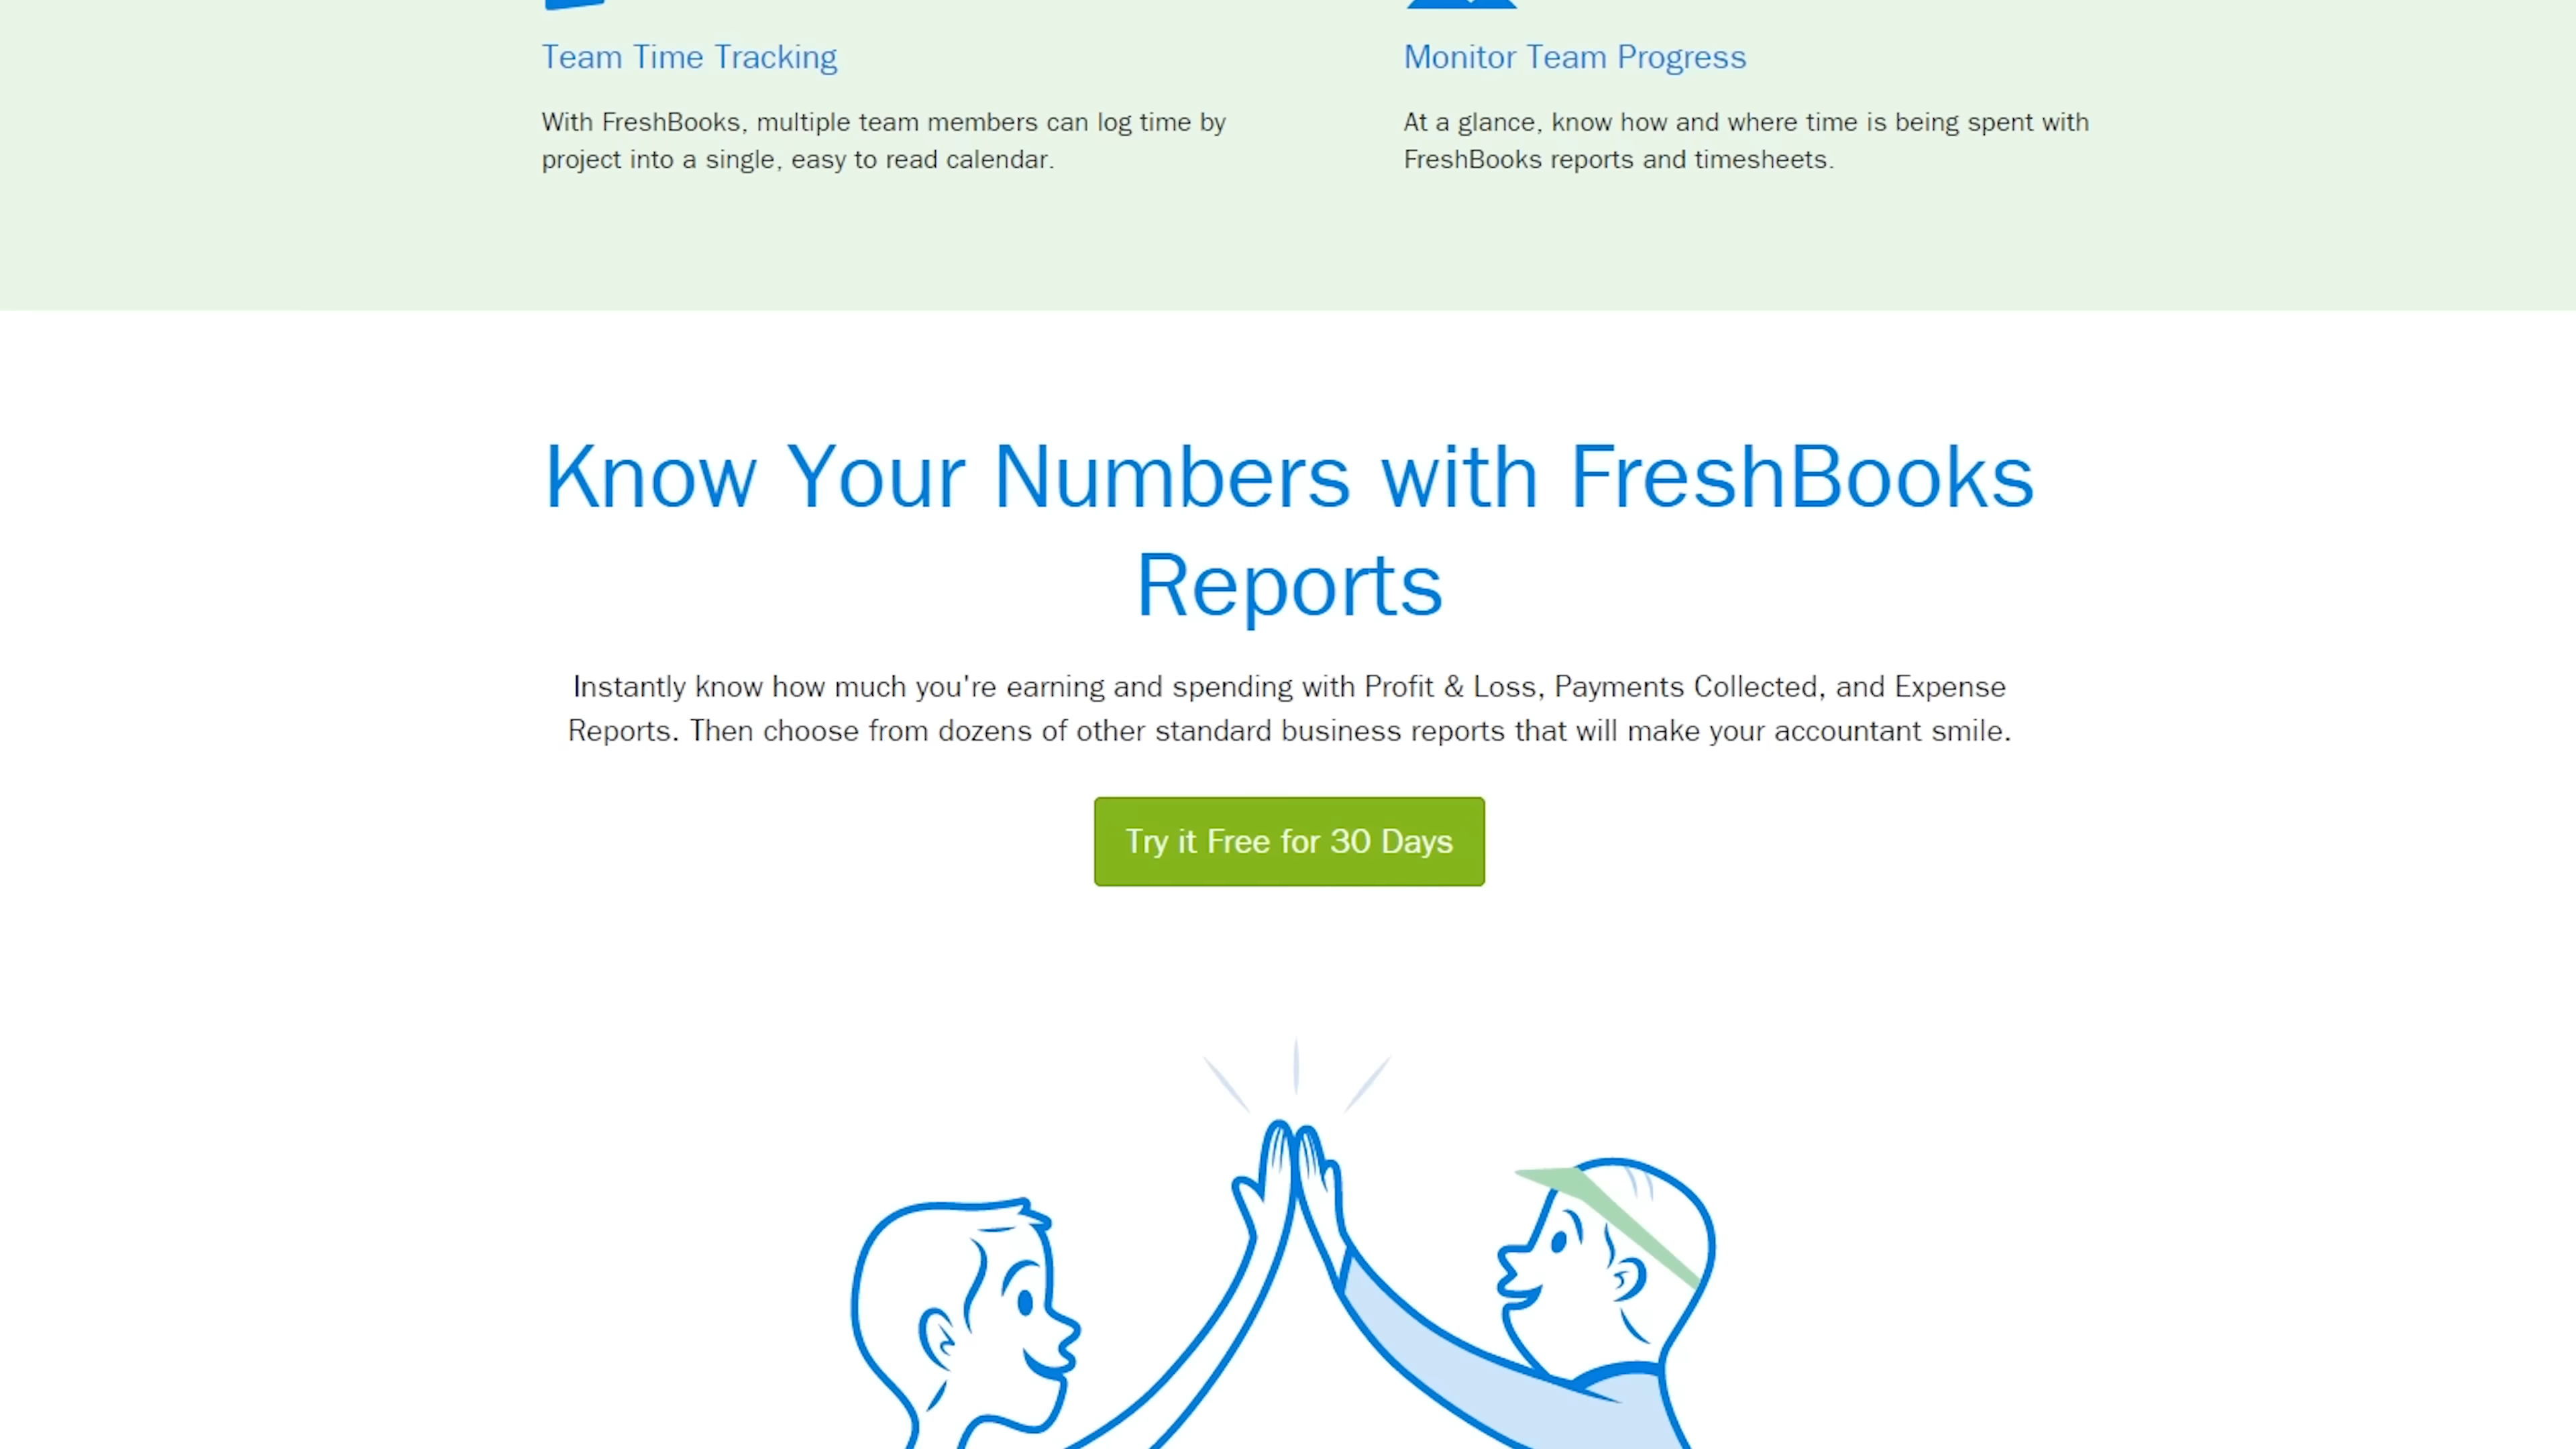 Team Time Tracking
With FreshBooks, multiple team members can log time by
project into a single, easy to read calendar.
Monitor Team Progress
At a glance, know how and where time is being spent with
FreshBooks reports and timesheets.
Know Your Numbers with FreshBooks
Reports
Instantly know how much you're earning and spending with Profit & Loss, Payments Collected, and Expense
Reports. Then choose from dozens of other standard business reports that will make your accountant smile.
Try it Free for 30 Days